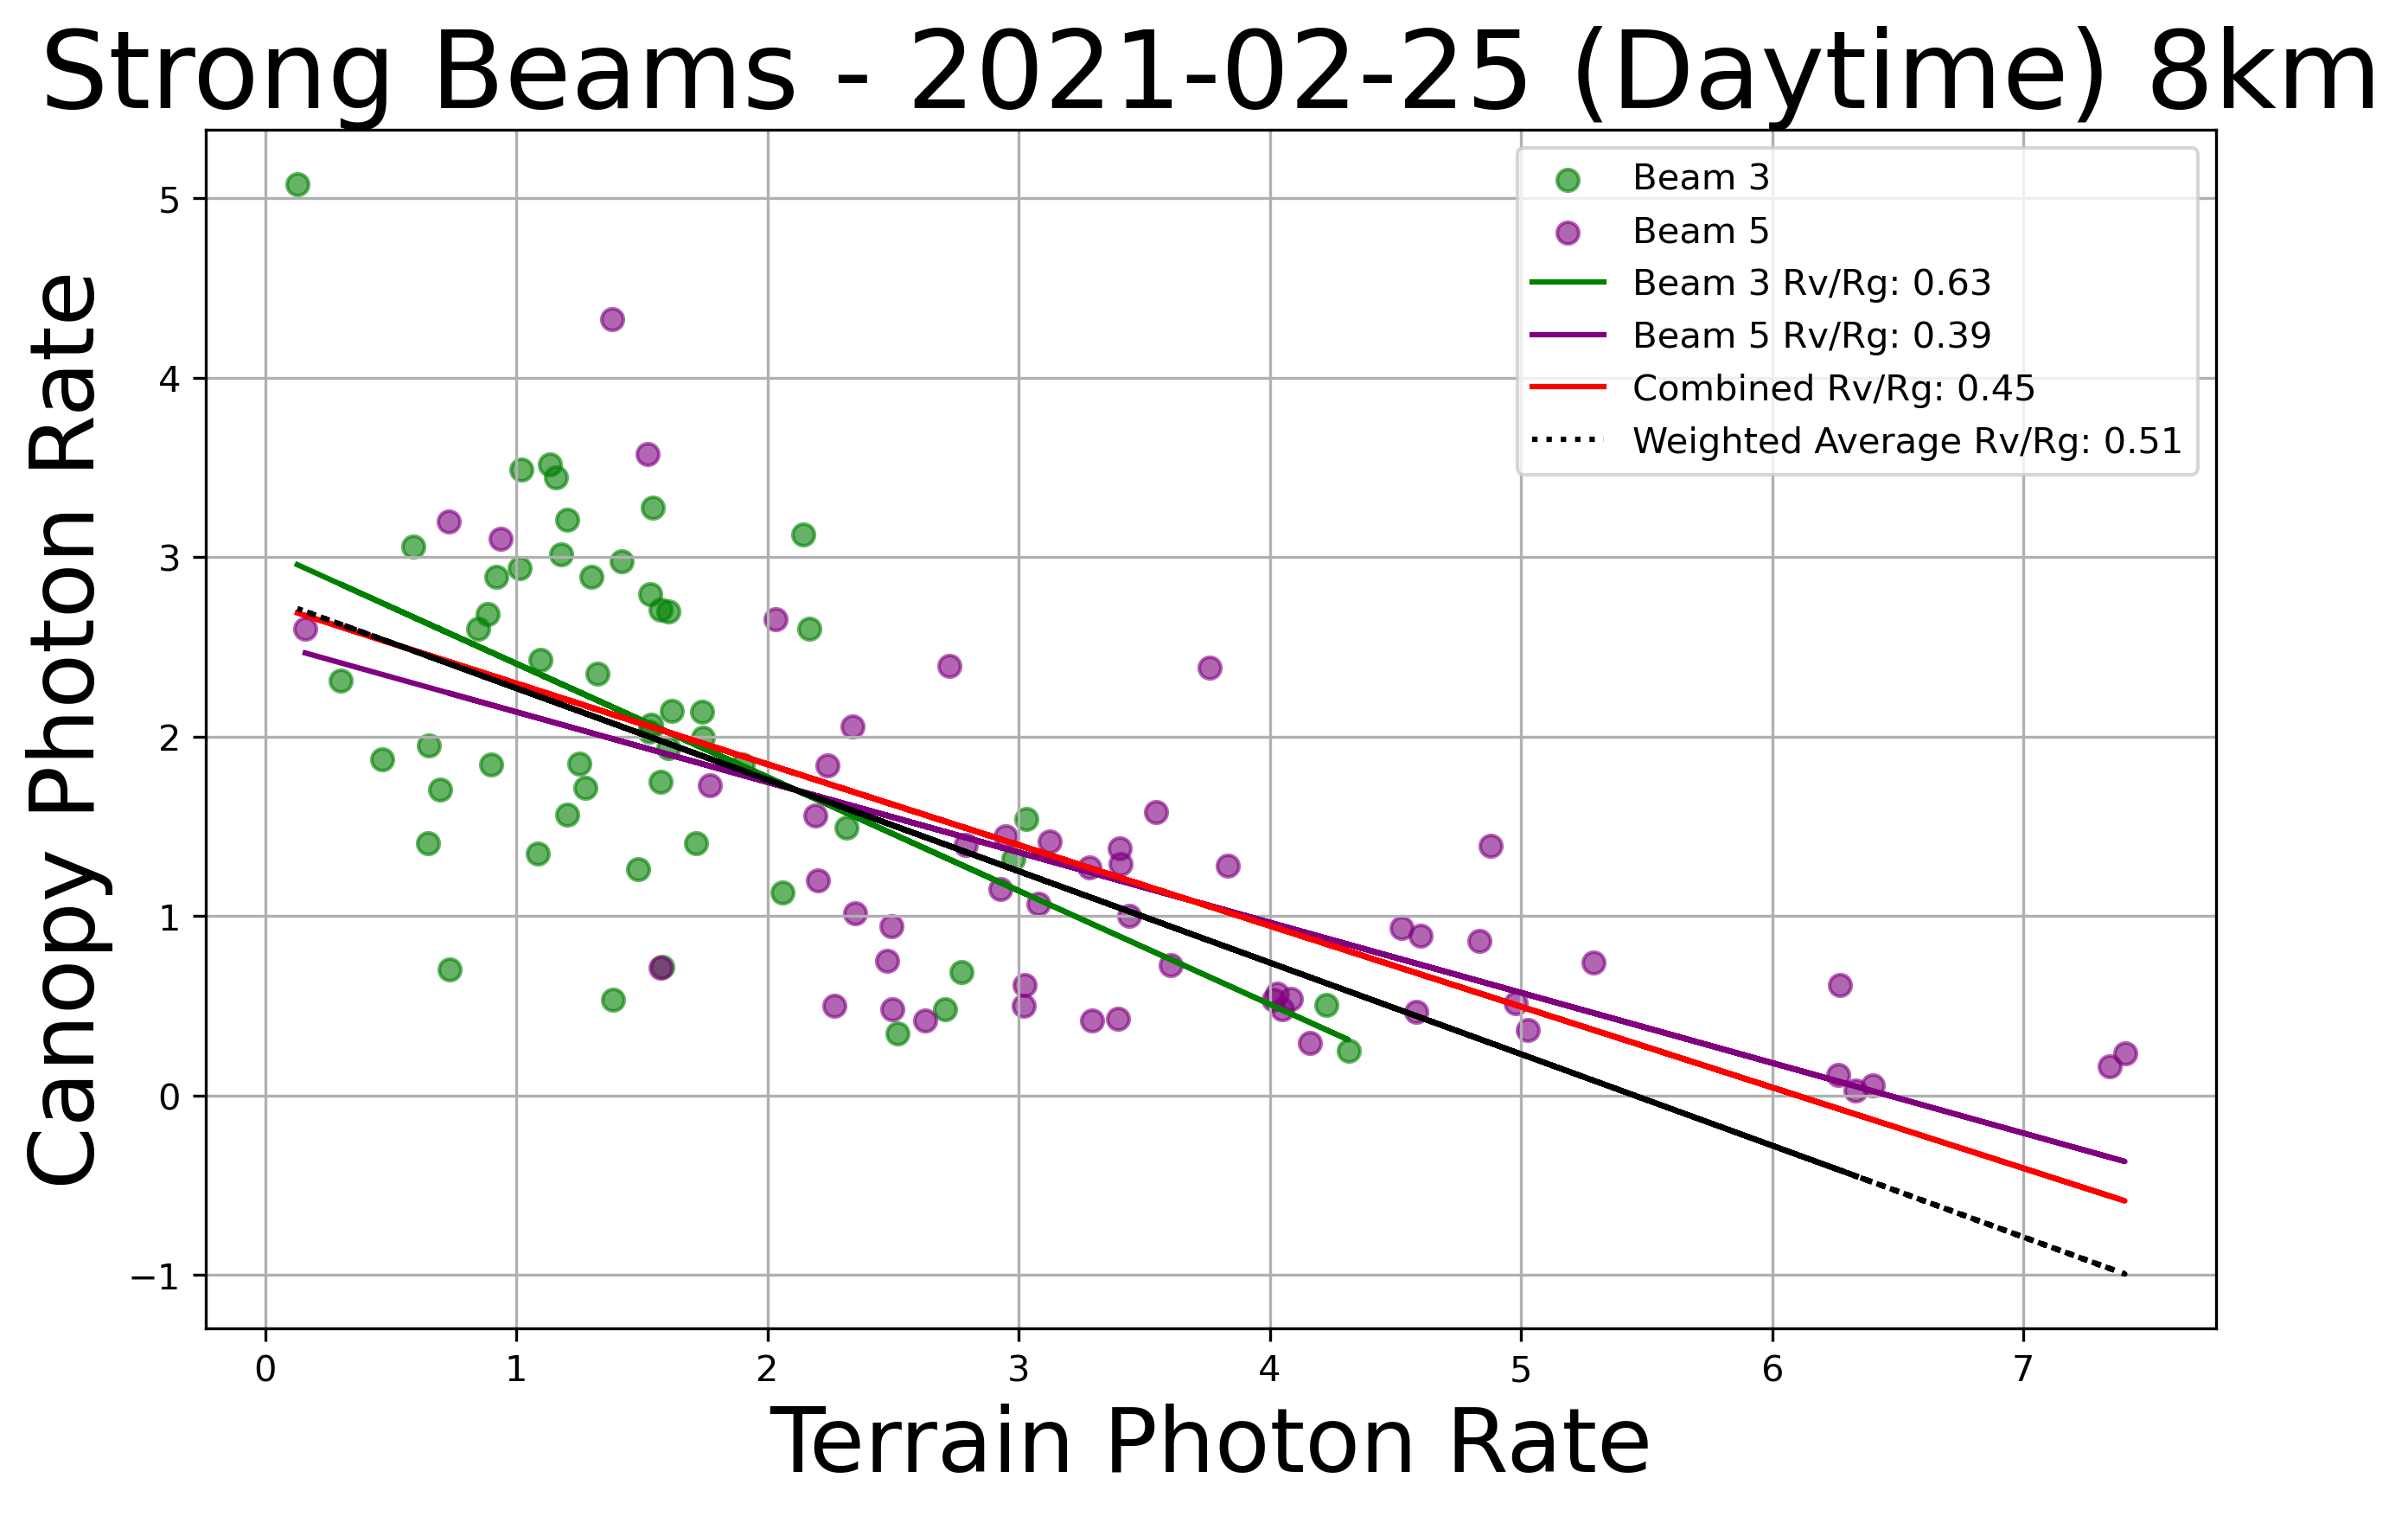 Strong Beams - 2021-02-25 (Daytime) 8km
Canopy Photon Rate
5
4
3
2
1
0
−1
Beam 3
Beam 5
Beam 3 Rv/Rg: 0.63
Beam 5 Rv/Rg: 0.39
Combined Rv/Rg: 0.45
Weighted Average Rv/Rg: 0.51
0 1 2 3 4 5 6 7
Terrain Photon Rate